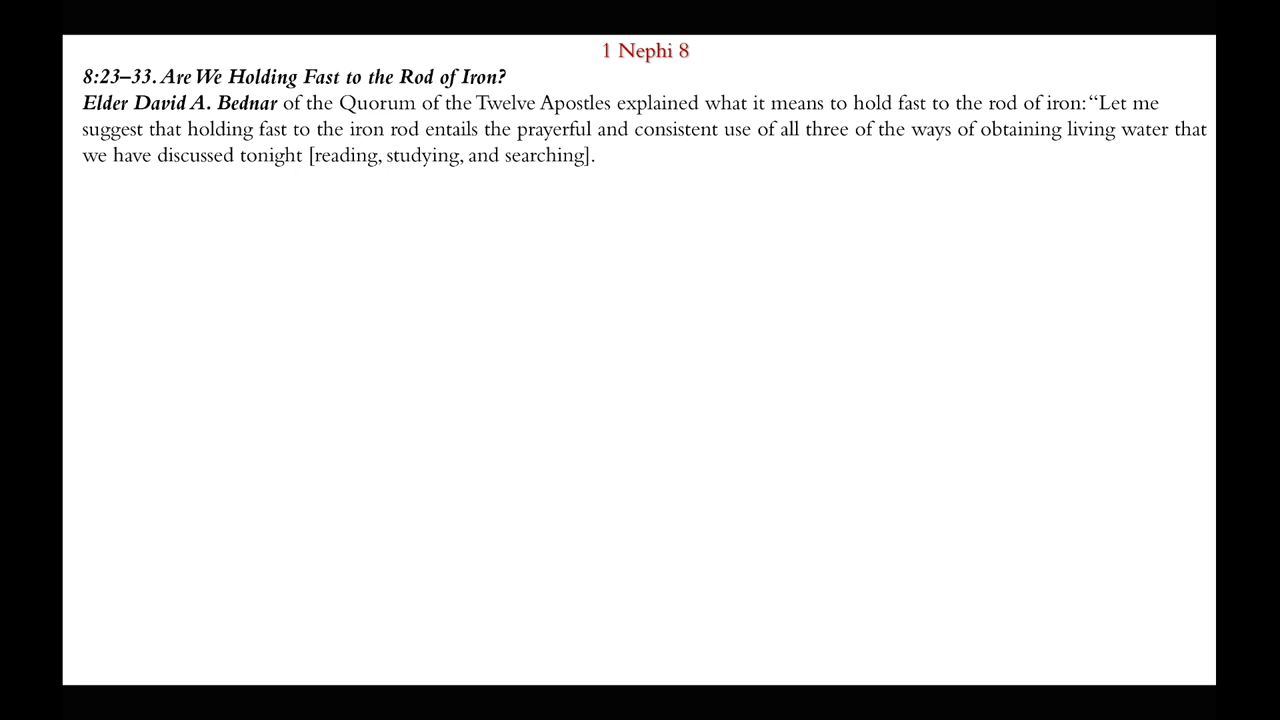 1 Nephi 8
8:23–33. Are We Holding Fast to the Rod of Iron?
Elder David A. Bednar of the Quorum of the Twelve Apostles explained what it means to hold fast to the rod of iron: “Let me
suggest that holding fast to the iron rod entails the prayerful and consistent use of all three of the ways of obtaining living water that
we have discussed tonight [reading, studying, and searching].